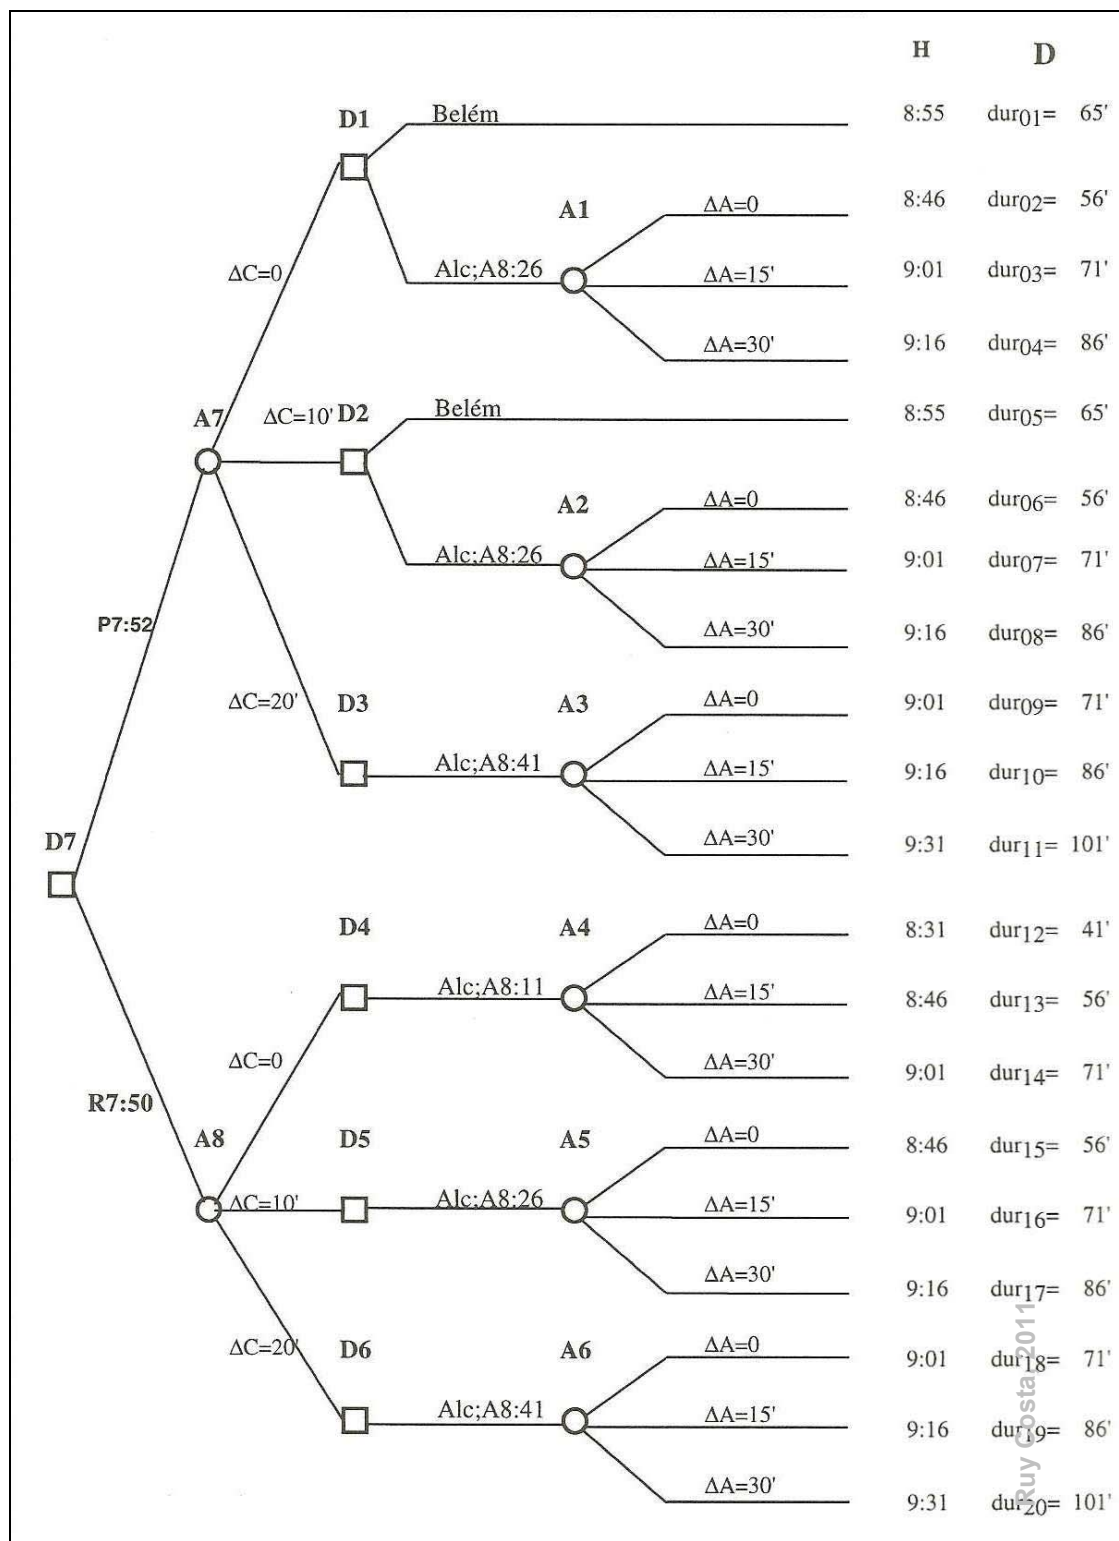 H D
D1 Belém 8:55 dur01= 65'
A1 ΔA=0 8:46 dur02= 56'
ΔC=0 Alc;A8:26 ΔA=15' 9:01 dur03= 71'
ΔA=30' 9:16 dur04= 86'
A7 ΔC=10' D2 Belém 8:55 dur05= 65'
A2 ΔA=0 8:46 dur06= 56'
Alc;A8:26 ΔA=15' 9:01 dur07= 71'
P7:52 ΔA=30' 9:16 dur08= 86'
ΔC=20' D3 A3 ΔA=0 9:01 dur09= 71'
Alc;A8:41 ΔA=15' 9:16 dur10= 86'
D7 ΔA=30' 9:31 dur11= 101'
D4 A4 ΔA=0 8:31 dur12= 41'
Alc;A8:11 ΔA=15' 8:46 dur13= 56'
ΔC=0 ΔA=30' 9:01 dur14= 71'
R7:50
A8 D5 A5 ΔA=0 8:46 dur15= 56'
ΔC=10' Alc;A8:26 ΔA=15' 9:01 dur16= 71'
ΔA=30' 9:16 dur17= 86'
ΔC=20' D6 A6 ΔA=0 9:01 dur18= 71'
Alc;A8:41 ΔA=15' 9:16 dur19= 86'
ΔA=30' 9:31 dur20= 101'
Ruy Costa, 2011